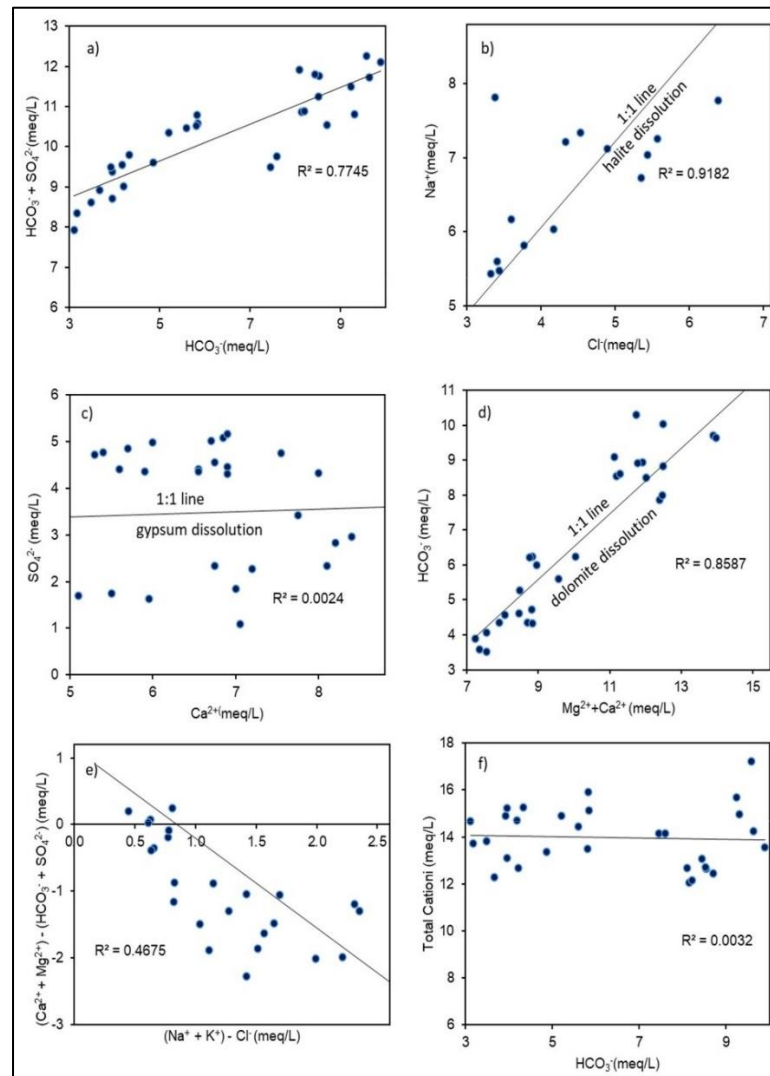 a)
HCO₃⁻ + SO₄²⁻(meq/L)
13
12
11
10
9
8
7
6
R² = 0.7745
3 5 7 9
HCO₃⁻(meq/L)
b)
Na⁺(meq/L)
8
7
6
5
1:1 line
halite dissolution
R² = 0.9182
3 4 5 6 7
Cl⁻(meq/L)
c)
SO₄²⁻ (meq/L)
6
5
4
3
2
1
0
1:1 line
gypsum dissolution
R² = 0.0024
5 6 7 8
Ca²⁺(meq/L)
d)
HCO₃⁻ (meq/L)
11
10
9
8
7
6
5
4
3
1:1 line
dolomite dissolution
R² = 0.8587
7 9 11 13 15
Mg²⁺+Ca²⁺ (meq/L)
e)
(Ca²⁺ + Mg²⁺) - (HCO₃⁻ + SO₄²⁻) (meq/L)
1
0
-1
-2
-3
0.0 0.5 1.0 1.5 2.0 2.5
R² = 0.4675
(Na⁺ + K⁺) - Cl⁻(meq/L)
f)
Total Cationi (meq/L)
18
16
14
12
10
8
6
R² = 0.0032
3 5 7 9
HCO₃⁻(meq/L)